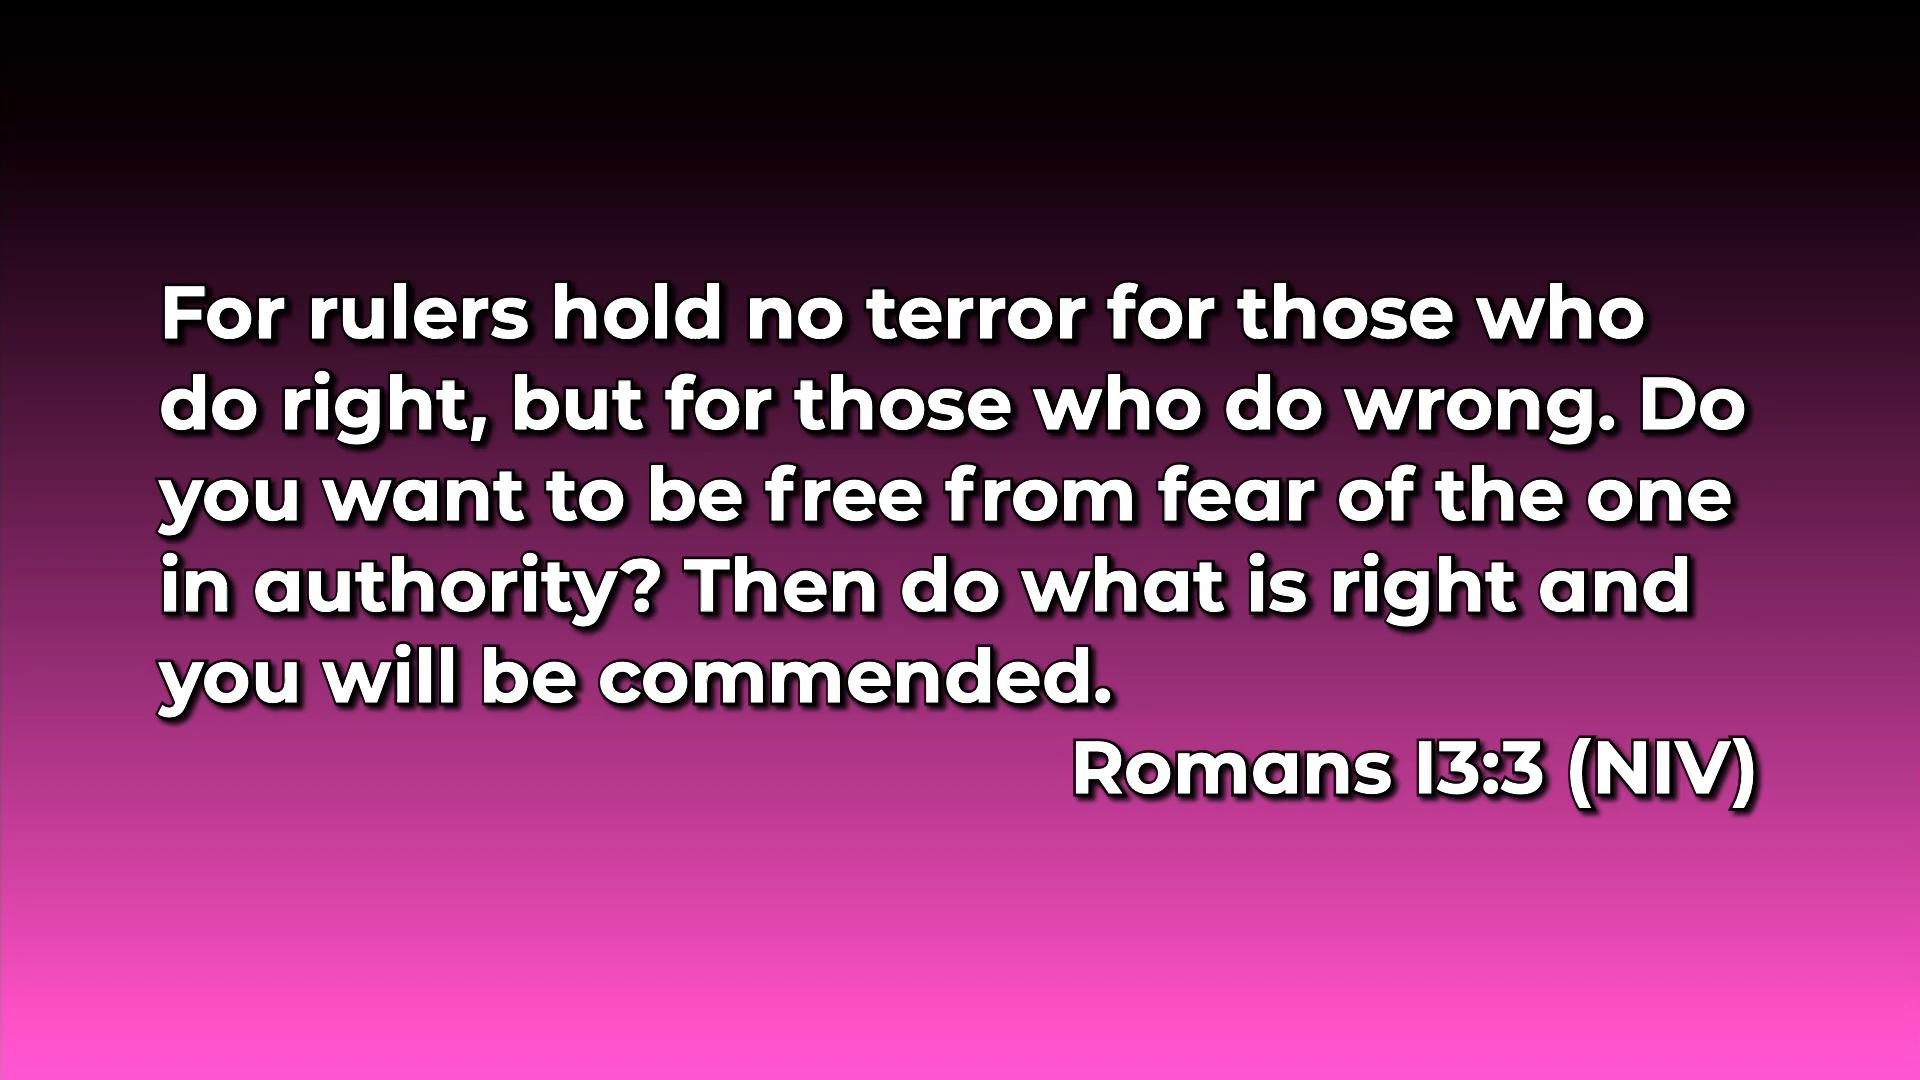 For rulers hold no terror for those who
do right, but for those who do wrong. Do
you want to be free from fear of the one
in authority? Then do what is right and
you will be commended.
Romans I3:3 (NIV)